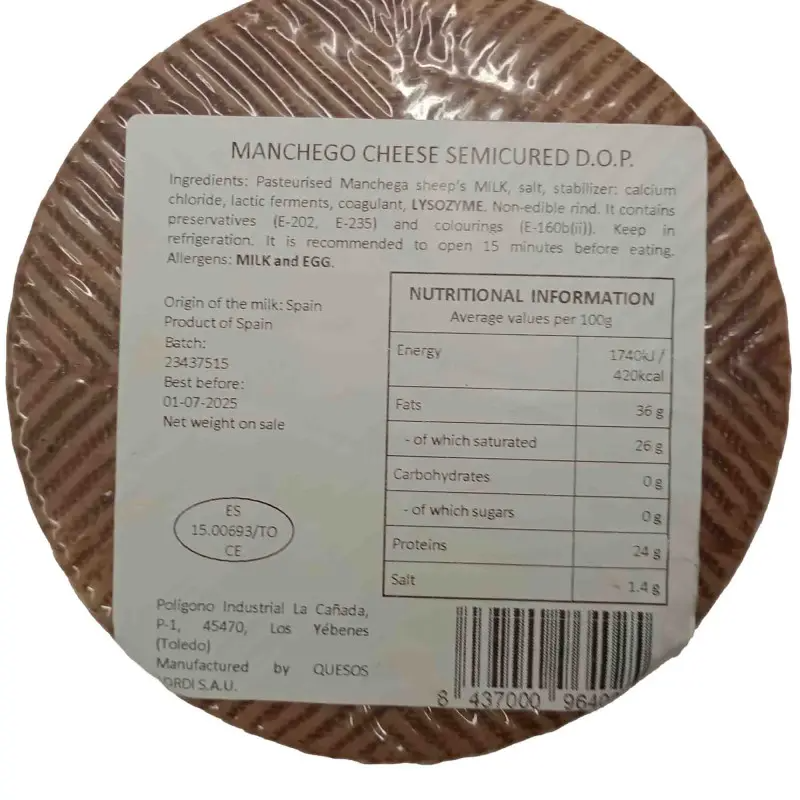 MANCHEGO CHEESE SEMICURED D.O.P.
Ingredients: Pasteurised Manchega sheep's MILK, salt, stabilizer: calcium
chloride, lactic ferments, coagulant, LYSOZYME. Non-edible rind. It contains
preservatives (E-202, E-235) and colourings (E-160b(ii)). Keep in
refrigeration. It is recommended to open 15 minutes before eating.
Allergens: MILK and EGG.
Origin of the milk: Spain
Product of Spain
Batch:
23437515
Best before:
01-07-2025
Net weight on sale
ES
15.00693/TO
CE
Polígono Industrial La Cañada,
P-1, 45470, Los Yébenes
(Toledo)
Manufactured by QUESOS
S.A.U.
NUTRITIONAL INFORMATION
Average values per 100g
Energy 1740kJ /
420kcal
Fats 36 g
- of which saturated 26 g
Carbohydrates 0 g
- of which sugars 0 g
Proteins 24 g
Salt 1.4 g
8 437000